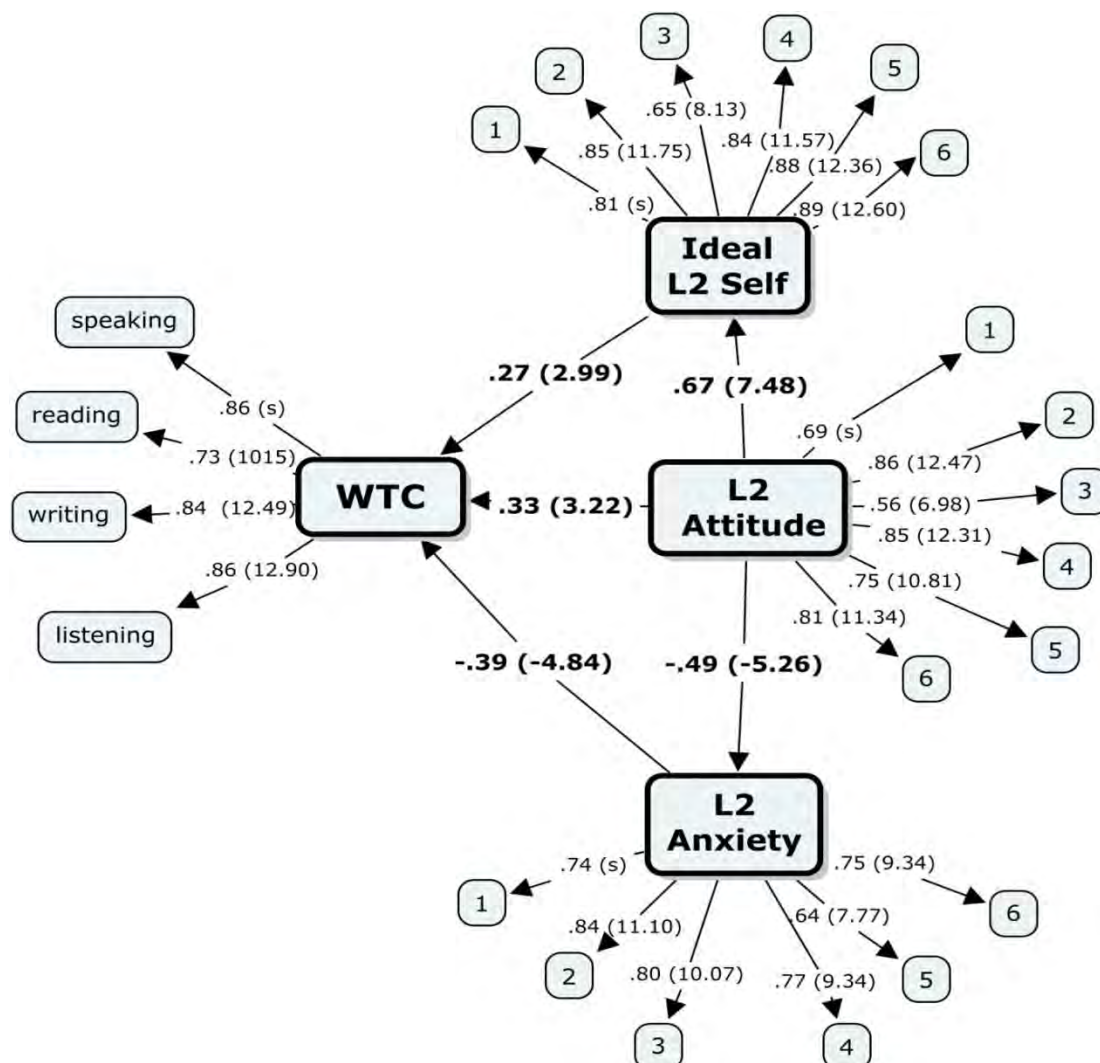 3
4
2
5
1
6
.65 (8.13)
.84 (11.57)
.85 (11.75)
.88 (12.36)
.81 (s)
.89 (12.60)
Ideal
L2 Self
speaking
reading
writing
listening
.86 (s)
.73 (1015)
.84 (12.49)
.86 (12.90)
WTC
.27 (2.99)
.67 (7.48)
.33 (3.22)
-.39 (-4.84)
-.49 (-5.26)
L2
Attitude
1
2
3
4
5
6
.69 (s)
.86 (12.47)
.56 (6.98)
.85 (12.31)
.75 (10.81)
.81 (11.34)
L2
Anxiety
.74 (s)
.84 (11.10)
.80 (10.07)
.77 (9.34)
.64 (7.77)
.75 (9.34)
1
2
3
4
5
6